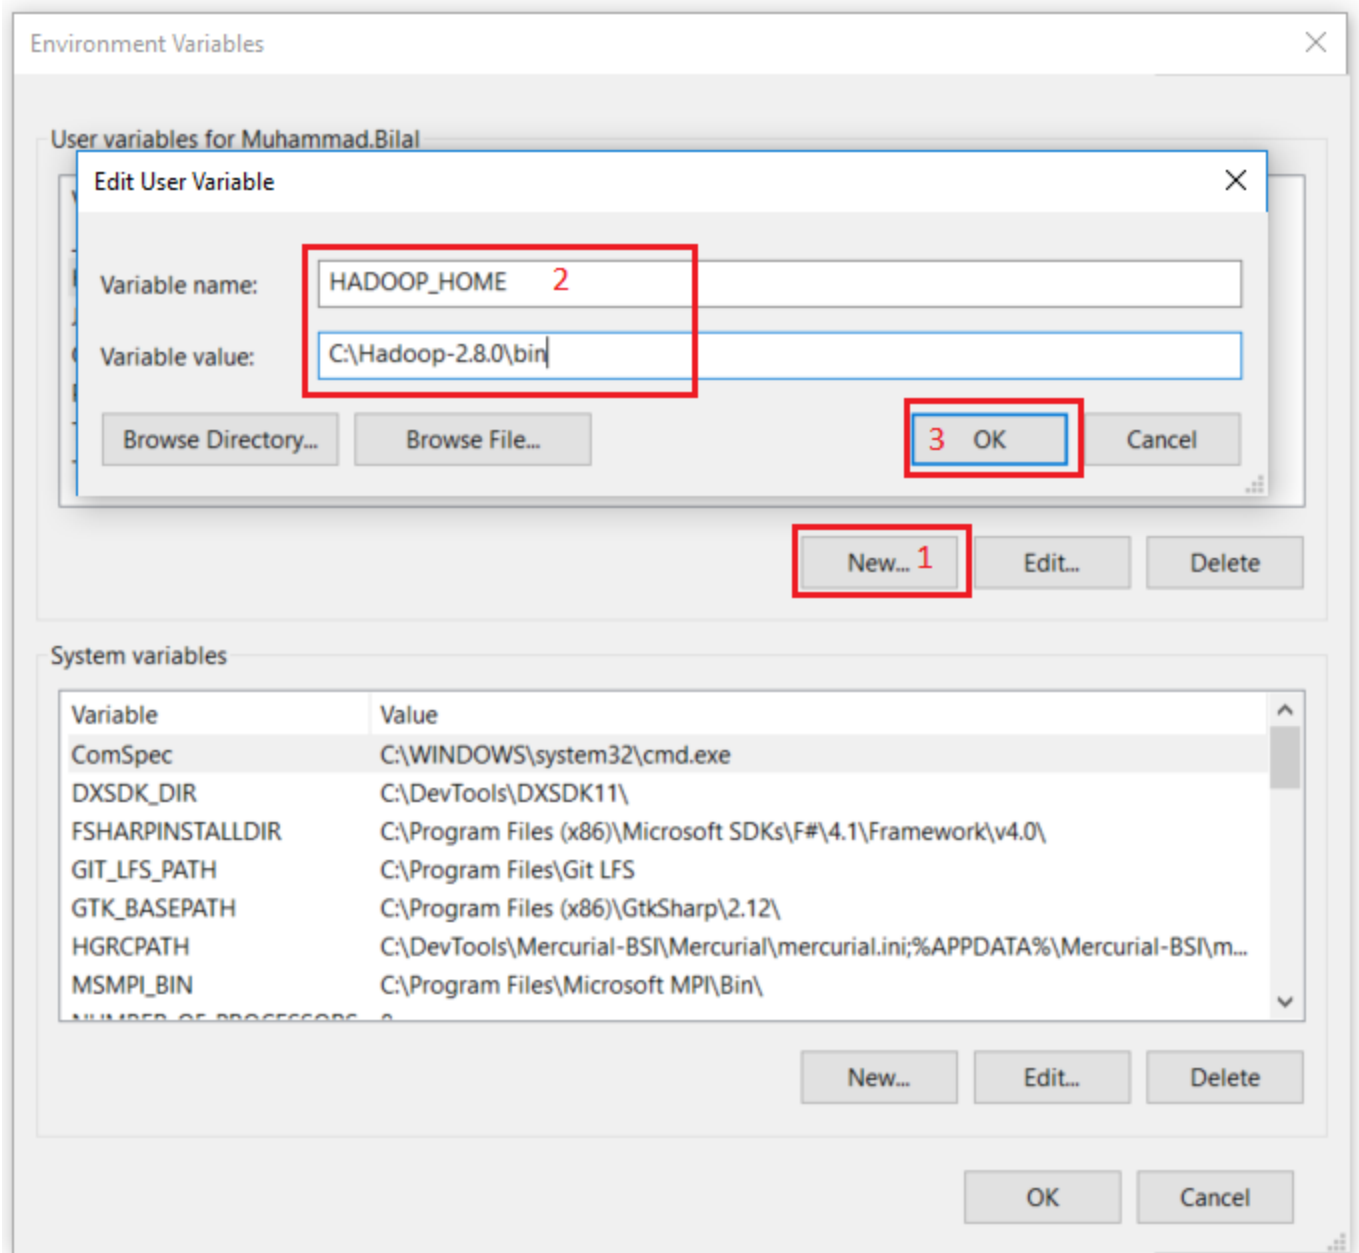 Environment Variables
User variables for Muhammad.Bilal
Edit User Variable
Variable name: HADOOP_HOME 2
Variable value: C:\Hadoop-2.8.0\bin
Browse Directory... Browse File... 3 OK Cancel
New... 1 Edit... Delete
System variables
Variable Value
ComSpec C:\WINDOWS\system32\cmd.exe
DXSDK_DIR C:\DevTools\DXSDK11\
FSHARPINSTALLDIR C:\Program Files (x86)\Microsoft SDKs\F#\4.1\Framework\v4.0\
GIT_LFS_PATH C:\Program Files\Git LFS
GTK_BASEPATH C:\Program Files (x86)\GtkSharp\2.12\
HGRCPATH C:\DevTools\Mercurial-BSI\Mercurial\mercurial.ini;%APPDATA%\Mercurial-BSI\m...
MSMPI_BIN C:\Program Files\Microsoft MPI\Bin\
NUMBER_OF_PROCESSORS
New... Edit... Delete
OK Cancel